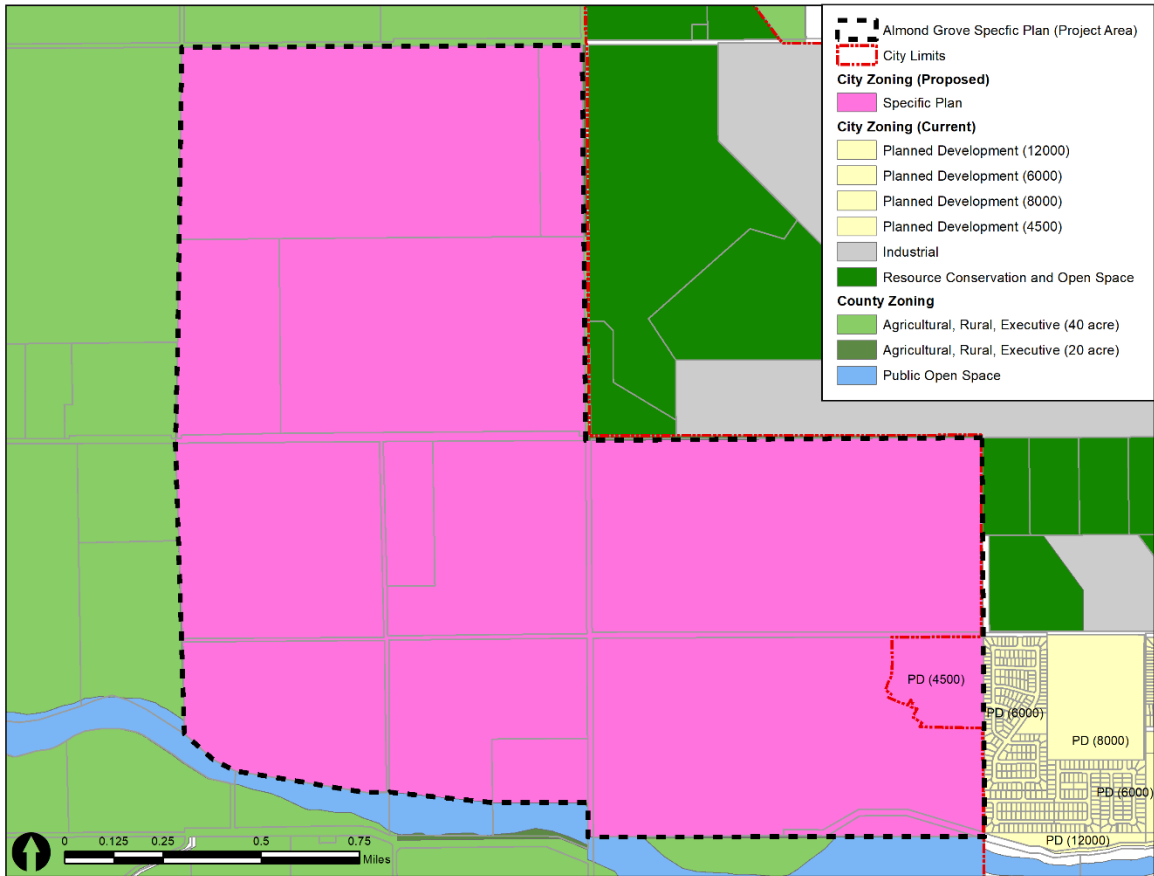 Almond Grove Specfic Plan (Project Area)
City Limits
City Zoning (Proposed)
Specific Plan
City Zoning (Current)
Planned Development (12000)
Planned Development (6000)
Planned Development (8000)
Planned Development (4500)
Industrial
Resource Conservation and Open Space
County Zoning
Agricultural, Rural, Executive (40 acre)
Agricultural, Rural, Executive (20 acre)
Public Open Space
PD (4500)
PD (6000)
PD (8000)
PD (6000)
PD (12000)
0 0.125 0.25 0.5 0.75
Miles